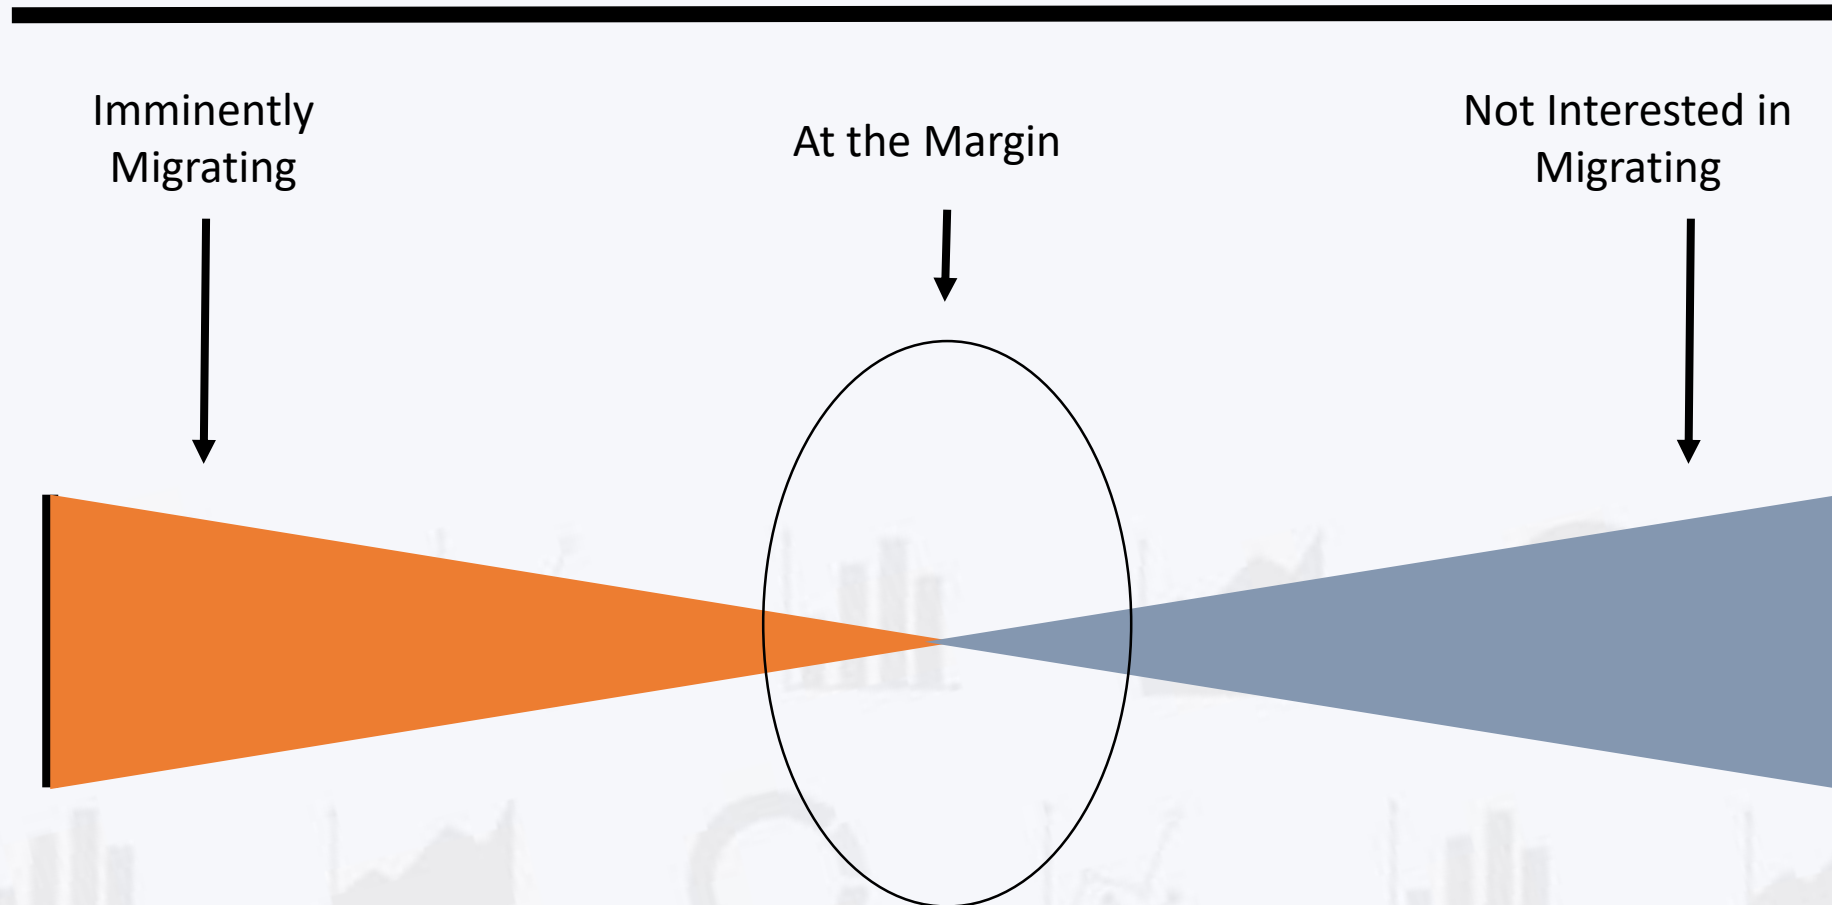 Imminently
Migrating
At the Margin
Not Interested in
Migrating